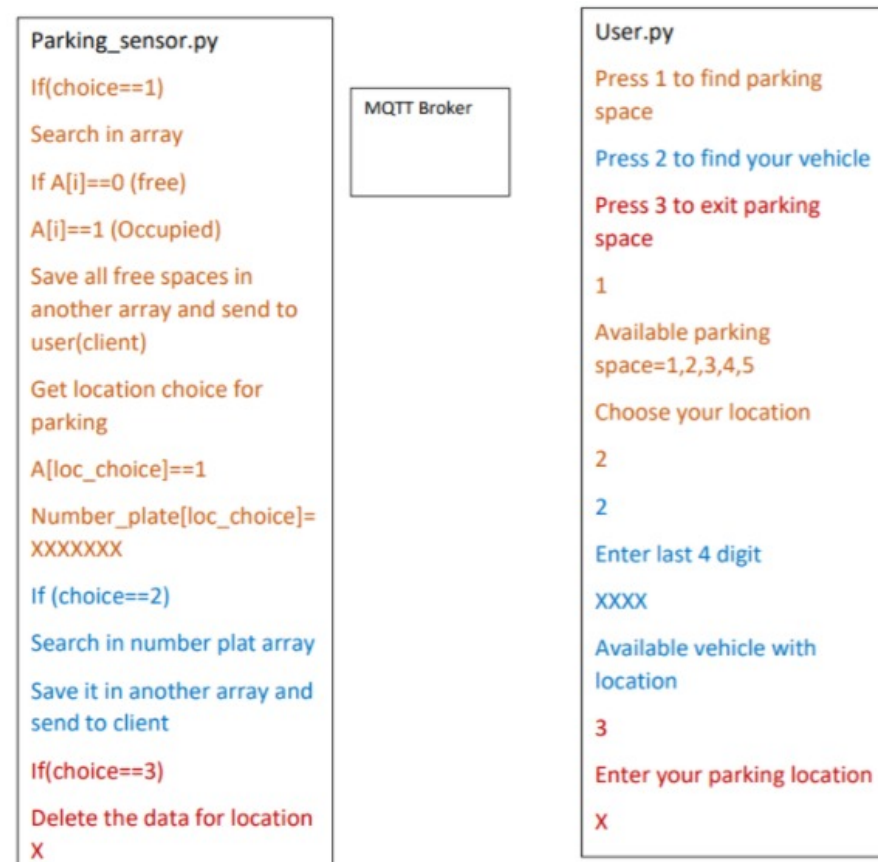 Parking_sensor.py
If(choice==1)
Search in array
If A[i]==0 (free)
A[i]==1 (Occupied)
Save all free spaces in
another array and send to
user(client)
Get location choice for
parking
A[loc_choice]==1
Number_plate[loc_choice]=
XXXXXXX
If (choice==2)
Search in number plat array
Save it in another array and
send to client
If(choice==3)
Delete the data for location
X
MQTT Broker
User.py
Press 1 to find parking
space
Press 2 to find your vehicle
Press 3 to exit parking
space
1
Available parking
space=1,2,3,4,5
Choose your location
2
2
Enter last 4 digit
XXXX
Available vehicle with
location
3
Enter your parking location
X